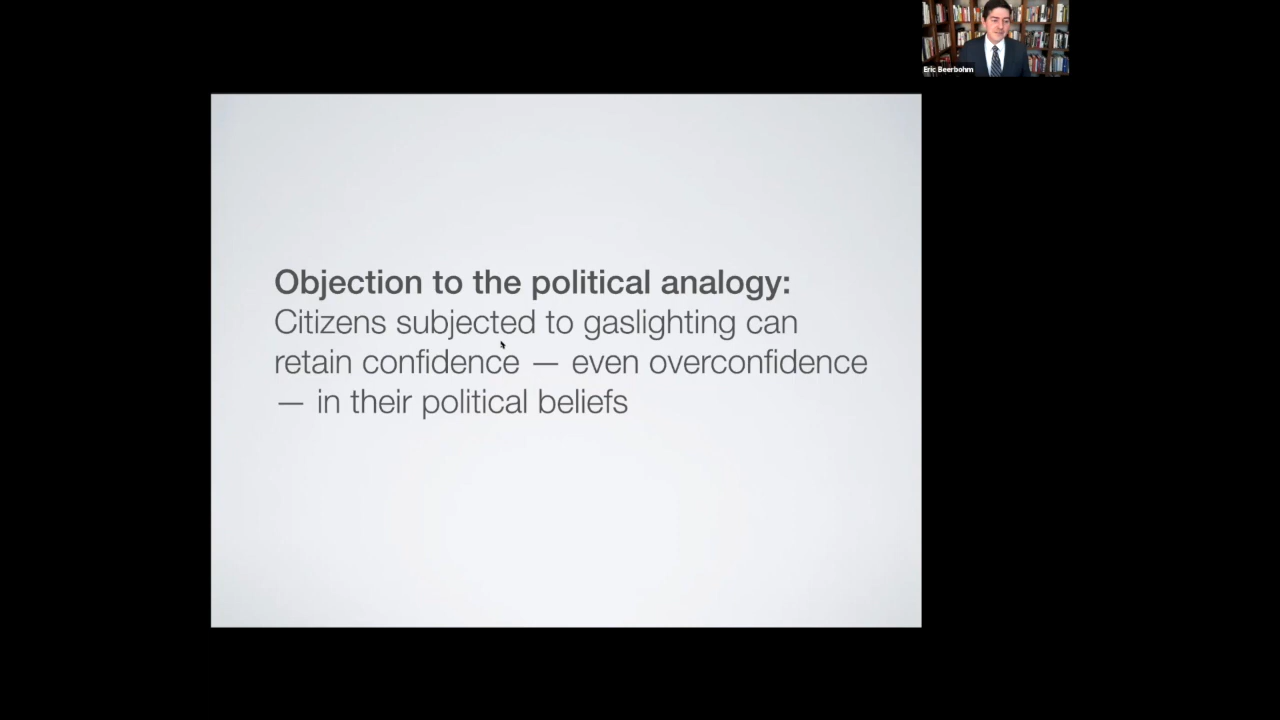 Eric Beerbohm
Objection to the political analogy:
Citizens subjected to gaslighting can
retain confidence — even overconfidence
— in their political beliefs